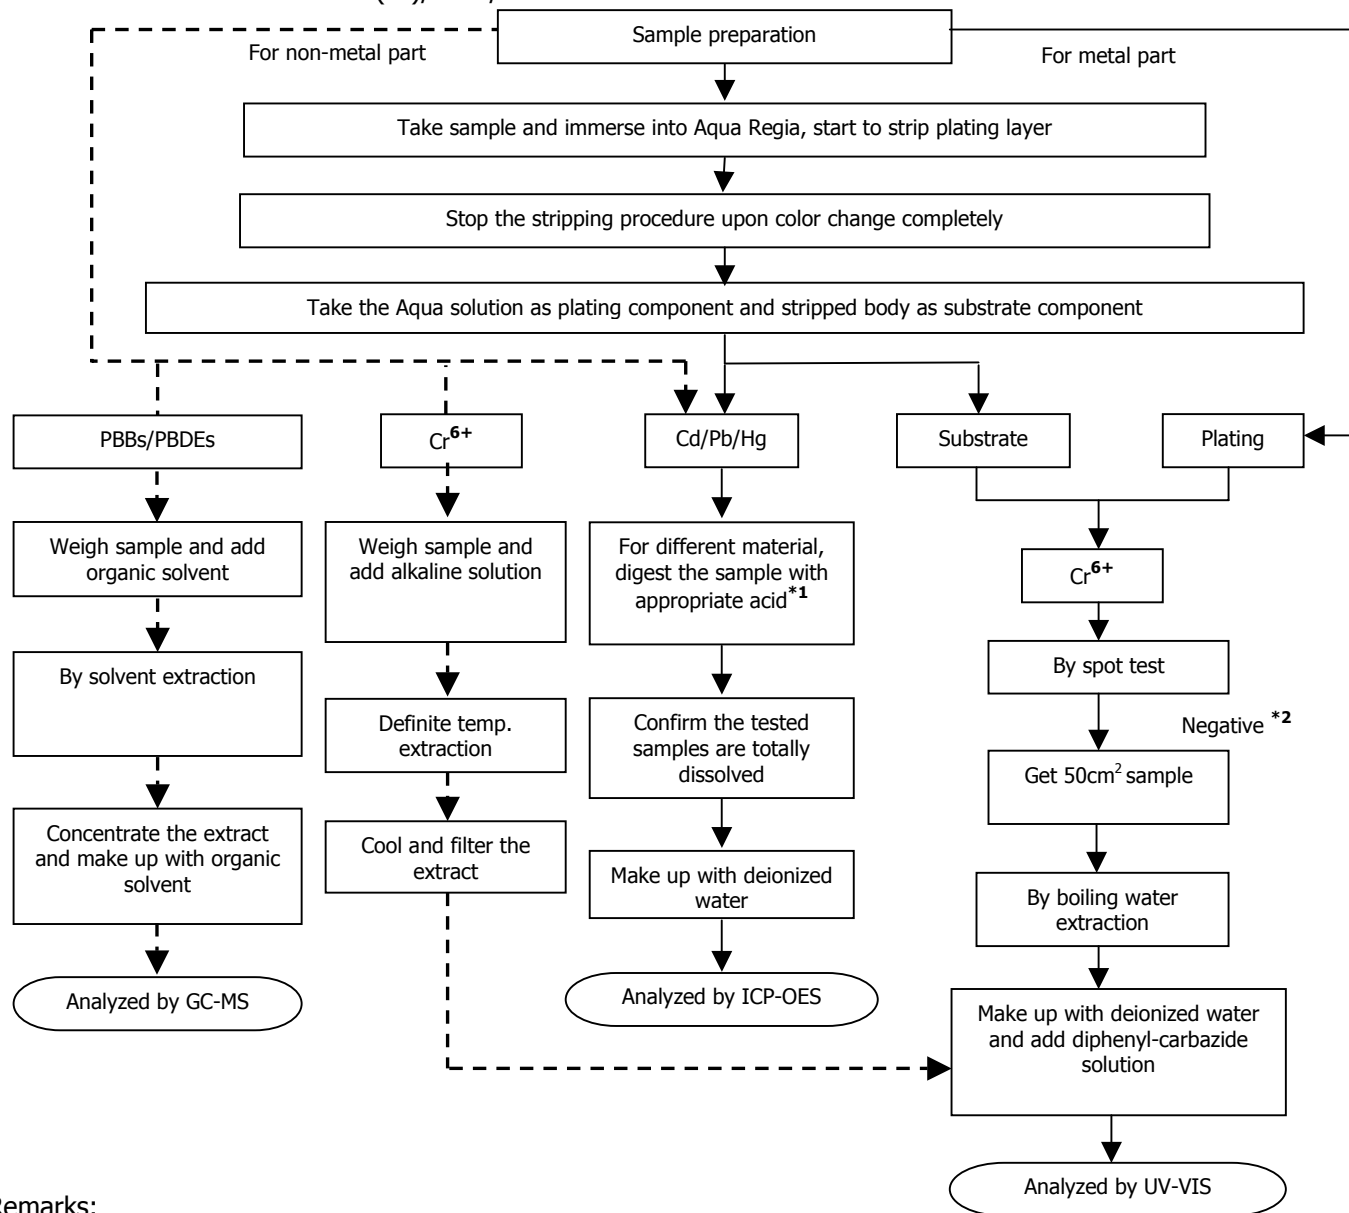 Sample preparation
For non-metal part
For metal part
Take sample and immerse into Aqua Regia, start to strip plating layer
Stop the stripping procedure upon color change completely
Take the Aqua solution as plating component and stripped body as substrate component
PBBs/PBDEs
Cr6+
Cd/Pb/Hg
Substrate
Plating
Weigh sample and add
organic solvent
Weigh sample and
add alkaline solution
For different material,
digest the sample with
appropriate acid*1
Cr6+
By solvent extraction
By spot test
Definite temp.
extraction
Confirm the tested
samples are totally
dissolved
Negative *2
Get 50cm2 sample
Concentrate the extract
and make up with organic
solvent
Cool and filter the
extract
Make up with deionized
water
By boiling water
extraction
Analyzed by GC-MS
Analyzed by ICP-OES
Make up with deionized water
and add diphenyl-carbazide
solution
Analyzed by UV-VIS
Remarks: